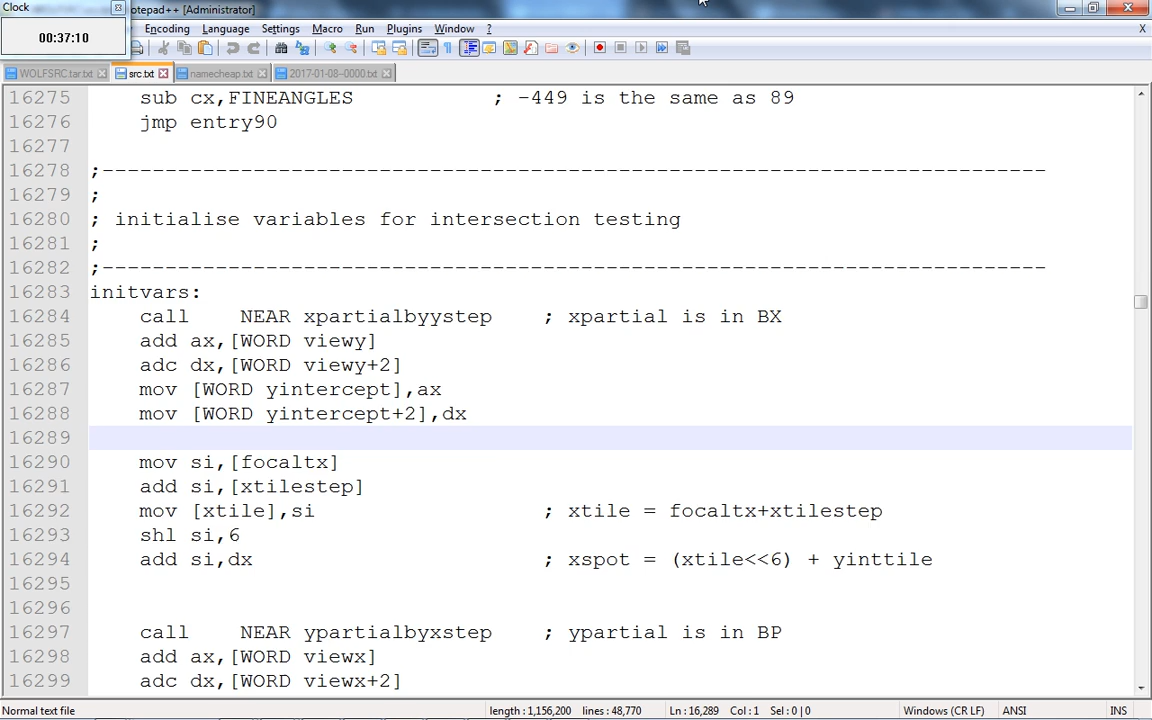 Clock
00:37:10
otepad++ [Administrator]
Encoding Language Settings Macro Run Plugins Window ? X
WOLFSRC.tar.txt src.txt namecheap.txt 2017-01-08--0000.txt
16275 sub cx,FINEANGLES ; -449 is the same as 89
16276 jmp entry90
16277
16278 ;---------------------------------------------------------------------------
16279 ;
16280 ; initialise variables for intersection testing
16281 ;
16282 ;---------------------------------------------------------------------------
16283 initvars:
16284 call NEAR xpartialbyystep ; xpartial is in BX
16285 add ax,[WORD viewy]
16286 adc dx,[WORD viewy+2]
16287 mov [WORD yintercept],ax
16288 mov [WORD yintercept+2],dx
16289
16290 mov si,[focaltx]
16291 add si,[xtilestep]
16292 mov [xtile],si ; xtile = focaltx+xtilestep
16293 shl si,6
16294 add si,dx ; xspot = (xtile<<6) + yinttile
16295
16296
16297 call NEAR ypartialbyxstep ; ypartial is in BP
16298 add ax,[WORD viewx]
16299 adc dx,[WORD viewx+2]
Normal text file length : 1,156,200 lines : 48,770 Ln : 16,289 Col : 1 Sel : 0 | 0 Windows (CR LF) ANSI INS